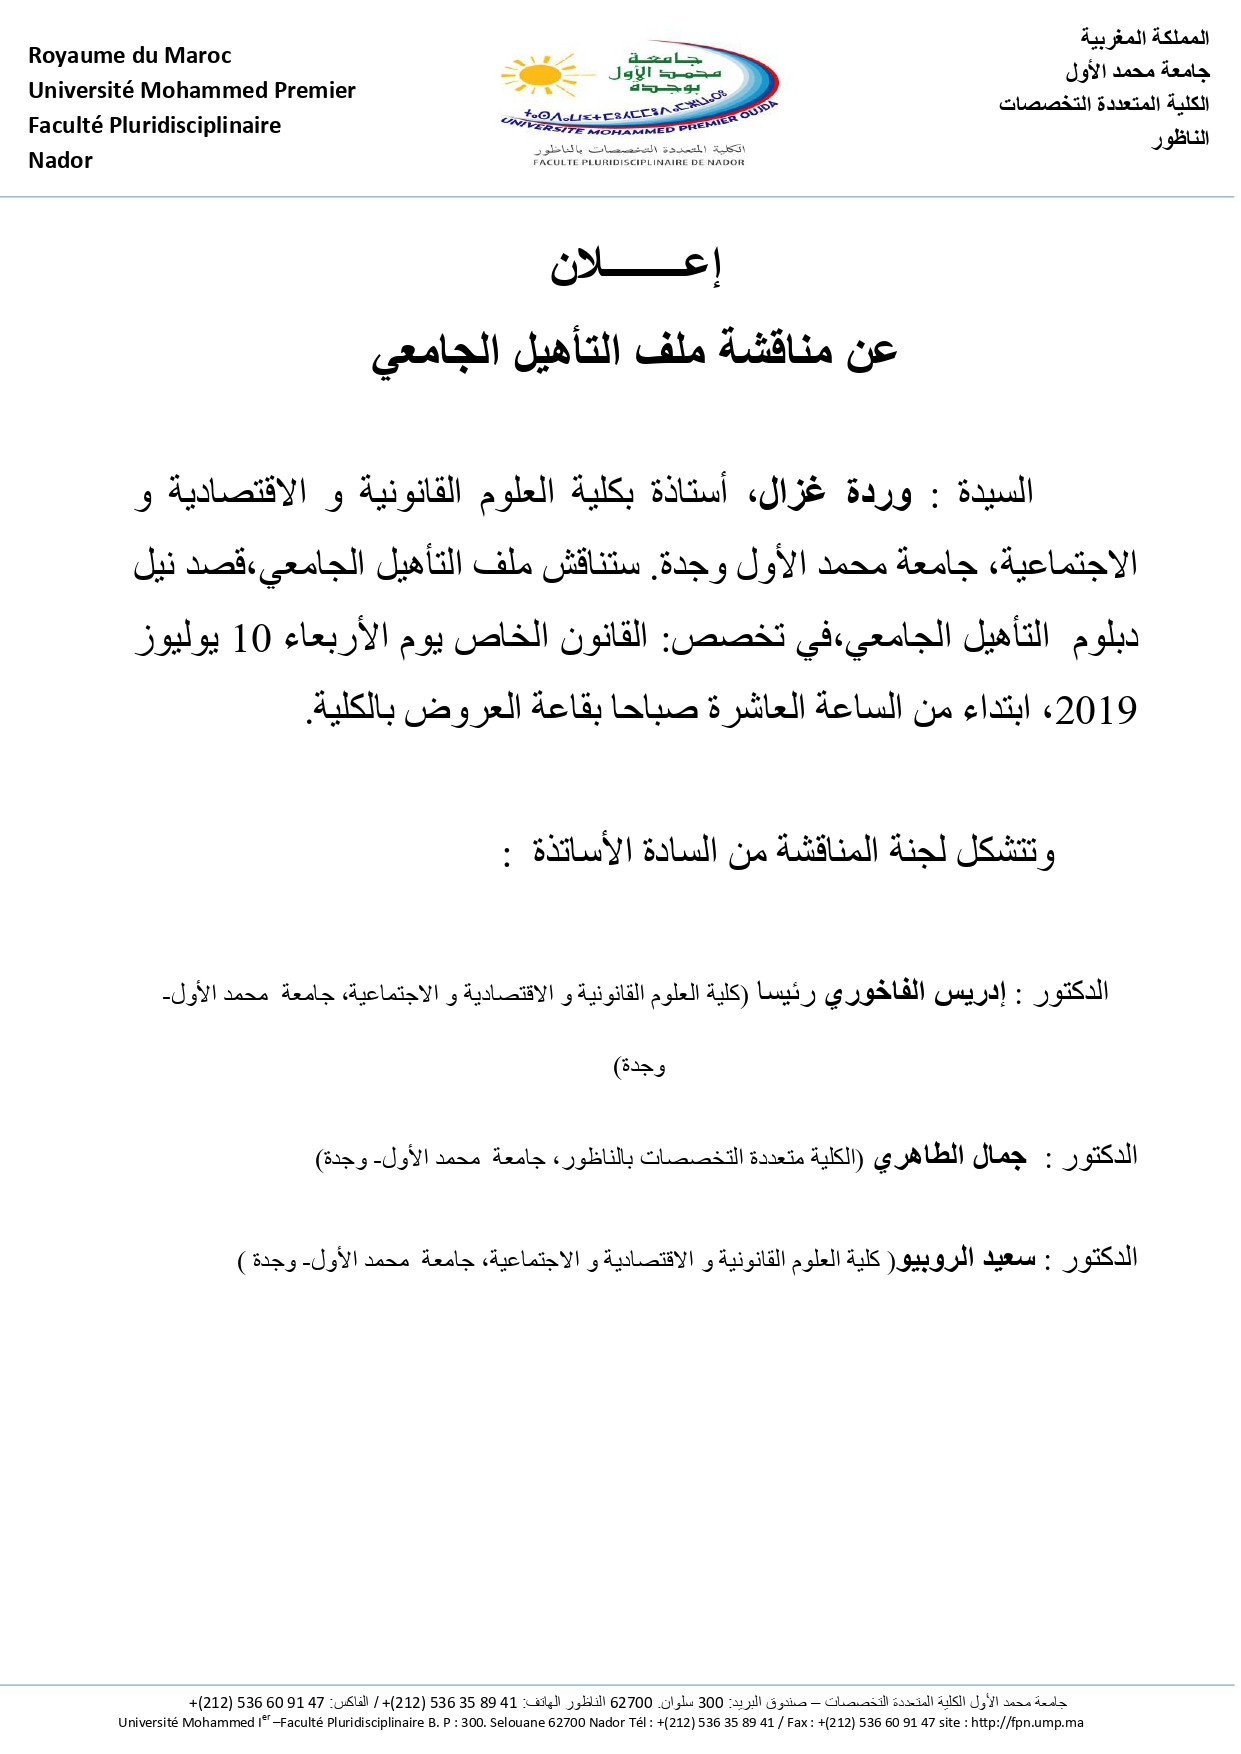 Royaume du Maroc
Université Mohammed Premier
Faculté Pluridisciplinaire
Nador
جامعة
محمد الأول
بوجدة
UNIVERSITE MOHAMMED PREMIER OUJDA
الكلية المتعددة التخصصات بالناظور
FACULTE PLURIDISCIPLINAIRE DE NADOR
المملكة المغربية
جامعة محمد الأول
الكلية المتعددة التخصصات
الناظور
إعـــــــــلان
عن مناقشة ملف التأهيل الجامعي
السيدة : وردة غزال، أستاذة بكلية العلوم القانونية و الاقتصادية و
الاجتماعية، جامعة محمد الأول وجدة. ستناقش ملف التأهيل الجامعي،قصد نيل
دبلوم التأهيل الجامعي،في تخصص: القانون الخاص يوم الأربعاء 10 يوليوز
2019، ابتداء من الساعة العاشرة صباحا بقاعة العروض بالكلية.
وتتشكل لجنة المناقشة من السادة الأساتذة :
الدكتور : إدريس الفاخوري رئيسا (كلية العلوم القانونية و الاقتصادية و الاجتماعية، جامعة محمد الأول-
وجدة)
الدكتور : جمال الطاهري (الكلية متعددة التخصصات بالناظور، جامعة محمد الأول- وجدة)
الدكتور : سعيد الروبيو( كلية العلوم القانونية و الاقتصادية و الاجتماعية، جامعة محمد الأول- وجدة )
جامعة محمد الأول الكلية المتعددة التخصصات – صندوق البريد: 300 سلوان. 62700 الناظور الهاتف: 41 89 35 536 (212)+ / الفاكس: 47 91 60 536 (212)+
Université Mohammed Ier –Faculté Pluridisciplinaire B. P : 300. Selouane 62700 Nador Tél : +(212) 536 35 89 41 / Fax : +(212) 536 60 91 47 site : http://fpn.ump.ma